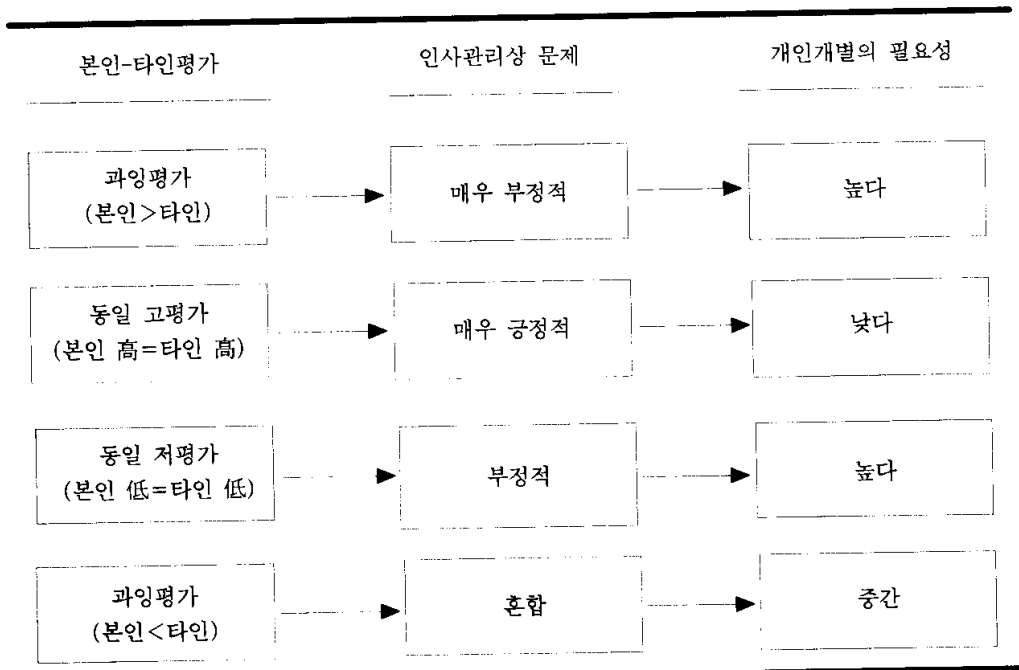 본인-타인평가 인사관리상 문제 개인개별의 필요성
과잉평가
(본인>타인)
매우 부정적
높다
동일 고평가
(본인 高=타인 高)
매우 긍정적
낮다
동일 저평가
(본인 低=타인 低)
부정적
높다
과잉평가
(본인<타인)
혼합
중간